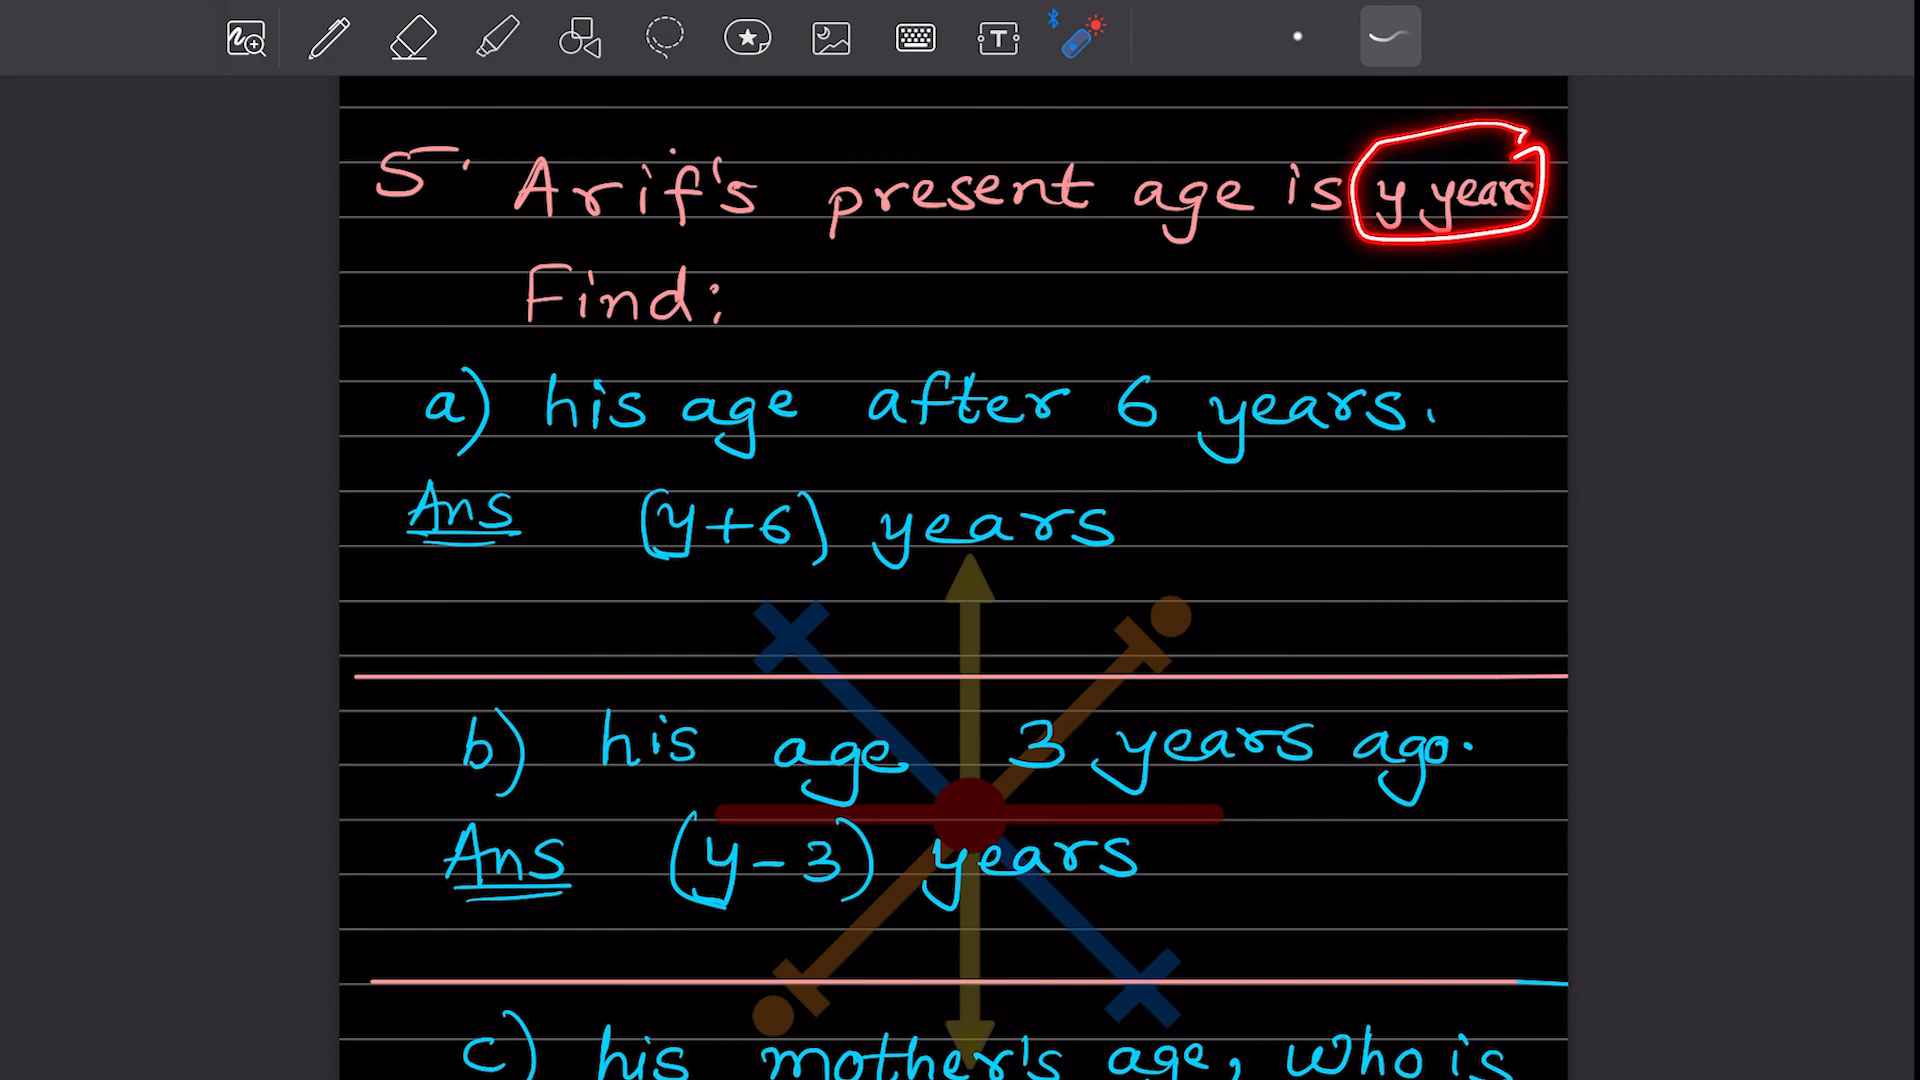 5. Arif's present age is y years
Find:
a) his age after 6 years.
Ans (y+6) years
b) his age 3 years ago.
Ans (y-3) years
c) his mother's age, who is